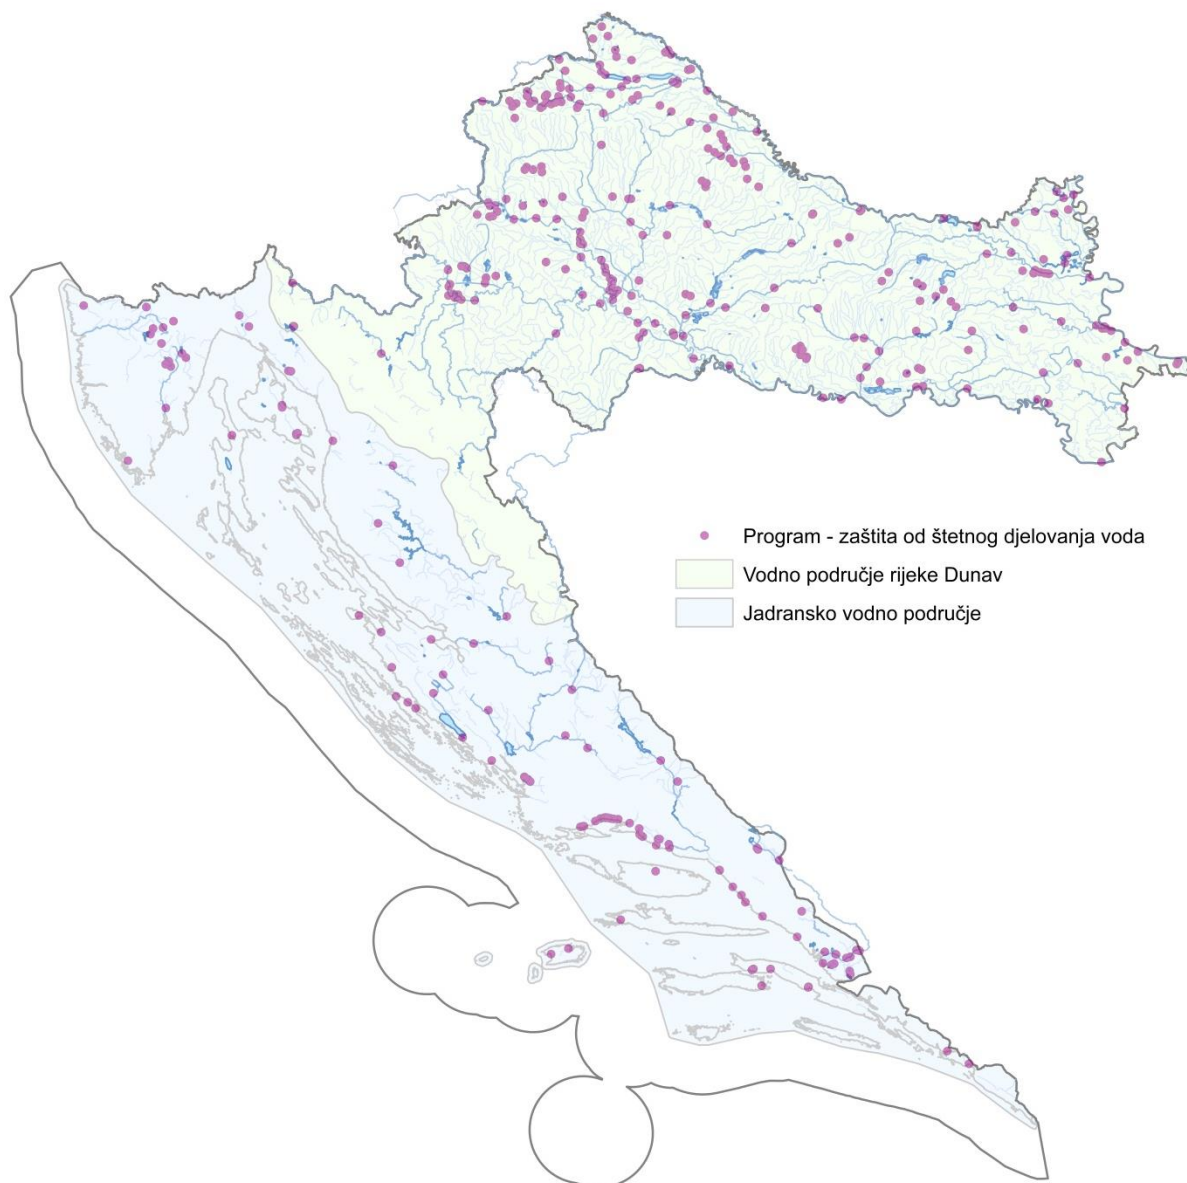 Program - zaštita od štetnog djelovanja voda
Vodno područje rijeke Dunav
Jadransko vodno područje